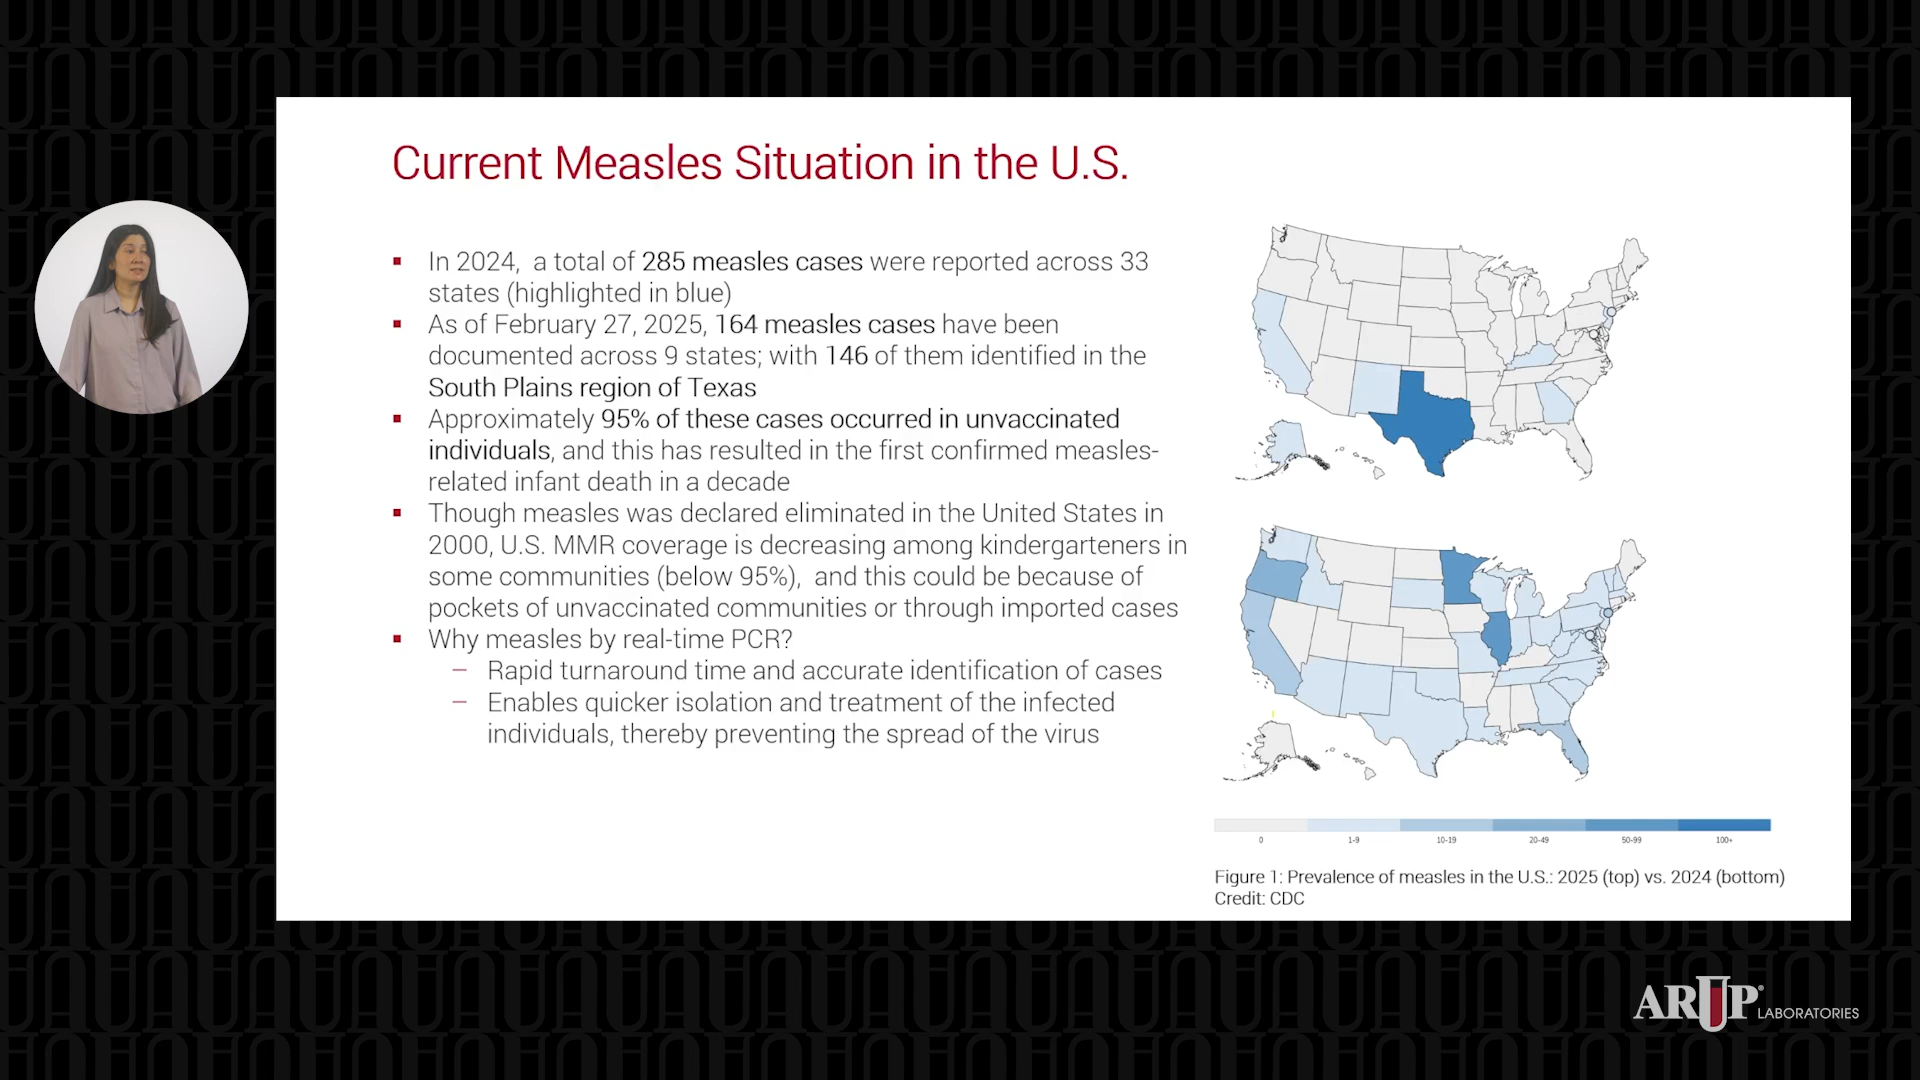 Current Measles Situation in the U.S.
▪ In 2024,  a total of 285 measles cases were reported across 33
states (highlighted in blue)
▪ As of February 27, 2025, 164 measles cases have been
documented across 9 states; with 146 of them identified in the
South Plains region of Texas
▪ Approximately 95% of these cases occurred in unvaccinated
individuals, and this has resulted in the first confirmed measles-
related infant death in a decade
▪ Though measles was declared eliminated in the United States in
2000, U.S. MMR coverage is decreasing among kindergarteners in
some communities (below 95%),  and this could be because of
pockets of unvaccinated communities or through imported cases
▪ Why measles by real-time PCR?
– Rapid turnaround time and accurate identification of cases
– Enables quicker isolation and treatment of the infected
individuals, thereby preventing the spread of the virus
0 1-9 10-19 20-49 50-99 100+
Figure 1: Prevalence of measles in the U.S.: 2025 (top) vs. 2024 (bottom)
Credit: CDC
ARUP® LABORATORIES